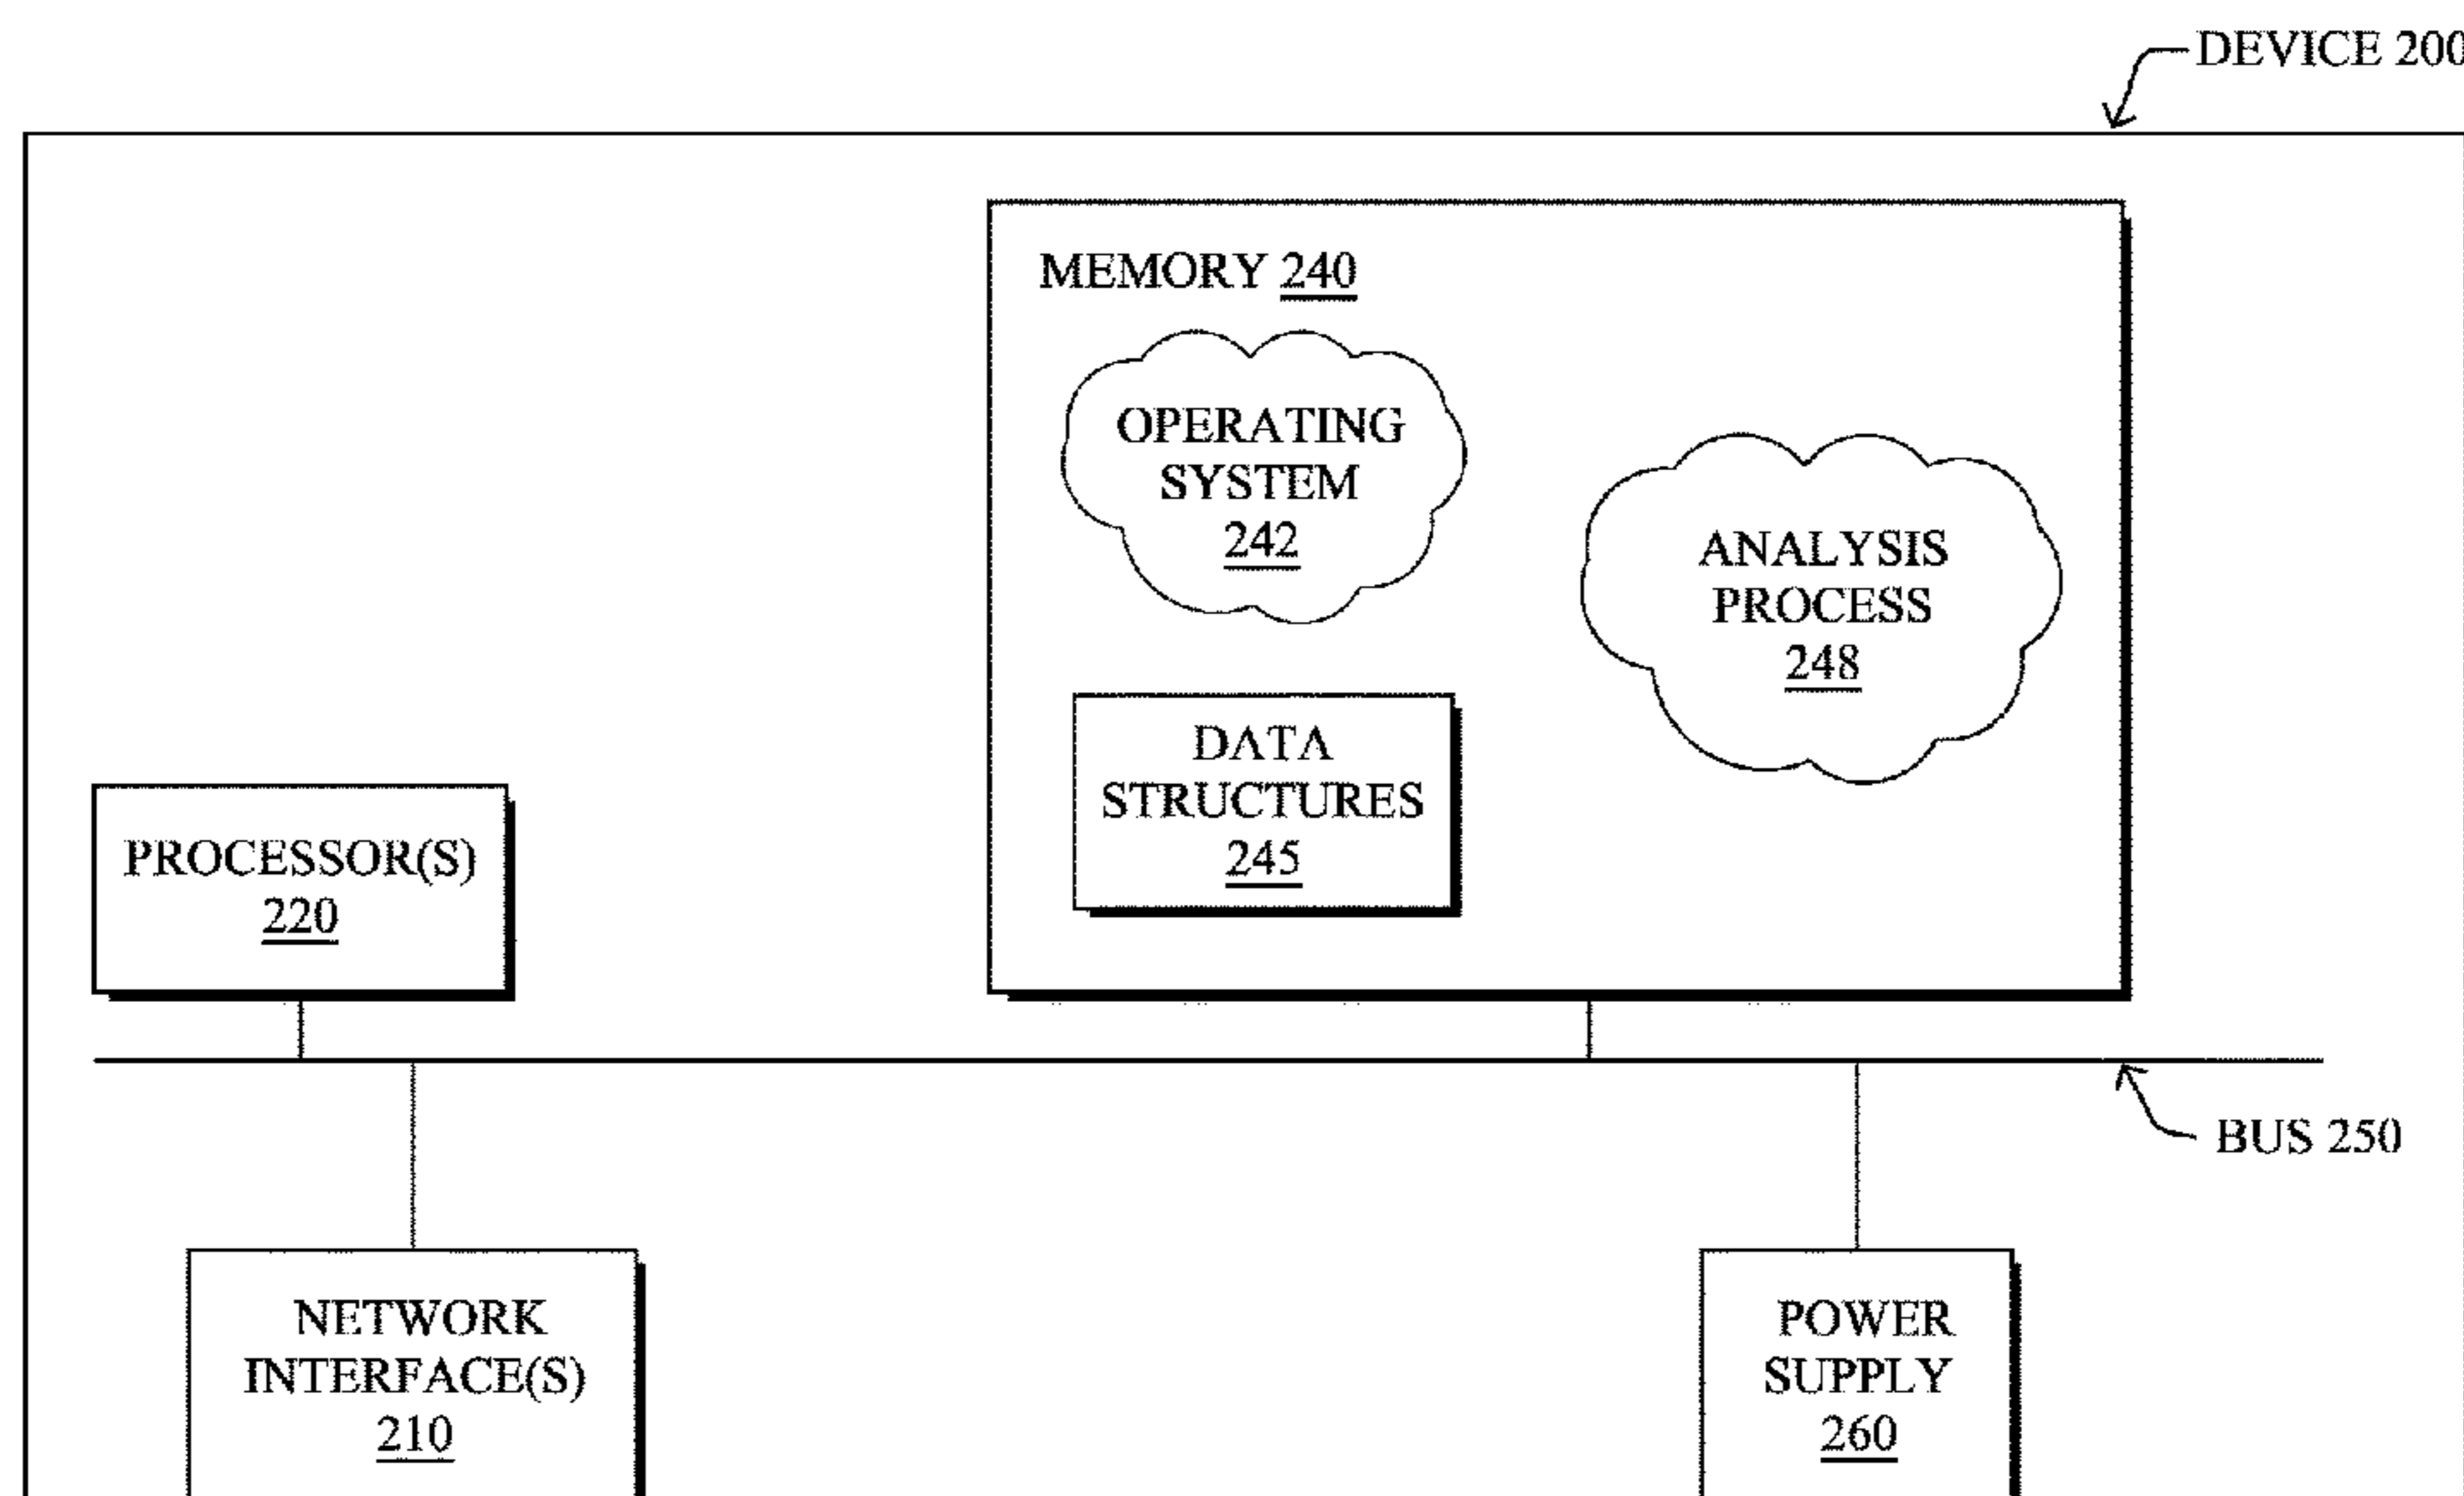 DEVICE 200
MEMORY 240
OPERATING
SYSTEM
242
ANALYSIS
PROCESS
248
DATA
STRUCTURES
245
PROCESSOR(S)
220
BUS 250
NETWORK
INTERFACE(S)
210
POWER
SUPPLY
260